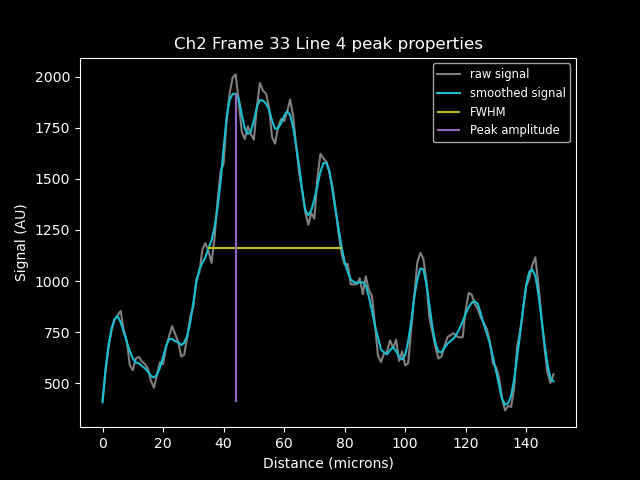 Ch2 Frame 33 Line 4 peak properties
raw signal
smoothed signal
FWHM
Peak amplitude
Signal (AU)
2000
1750
1500
1250
1000
750
500
0 20 40 60 80 100 120 140
Distance (microns)